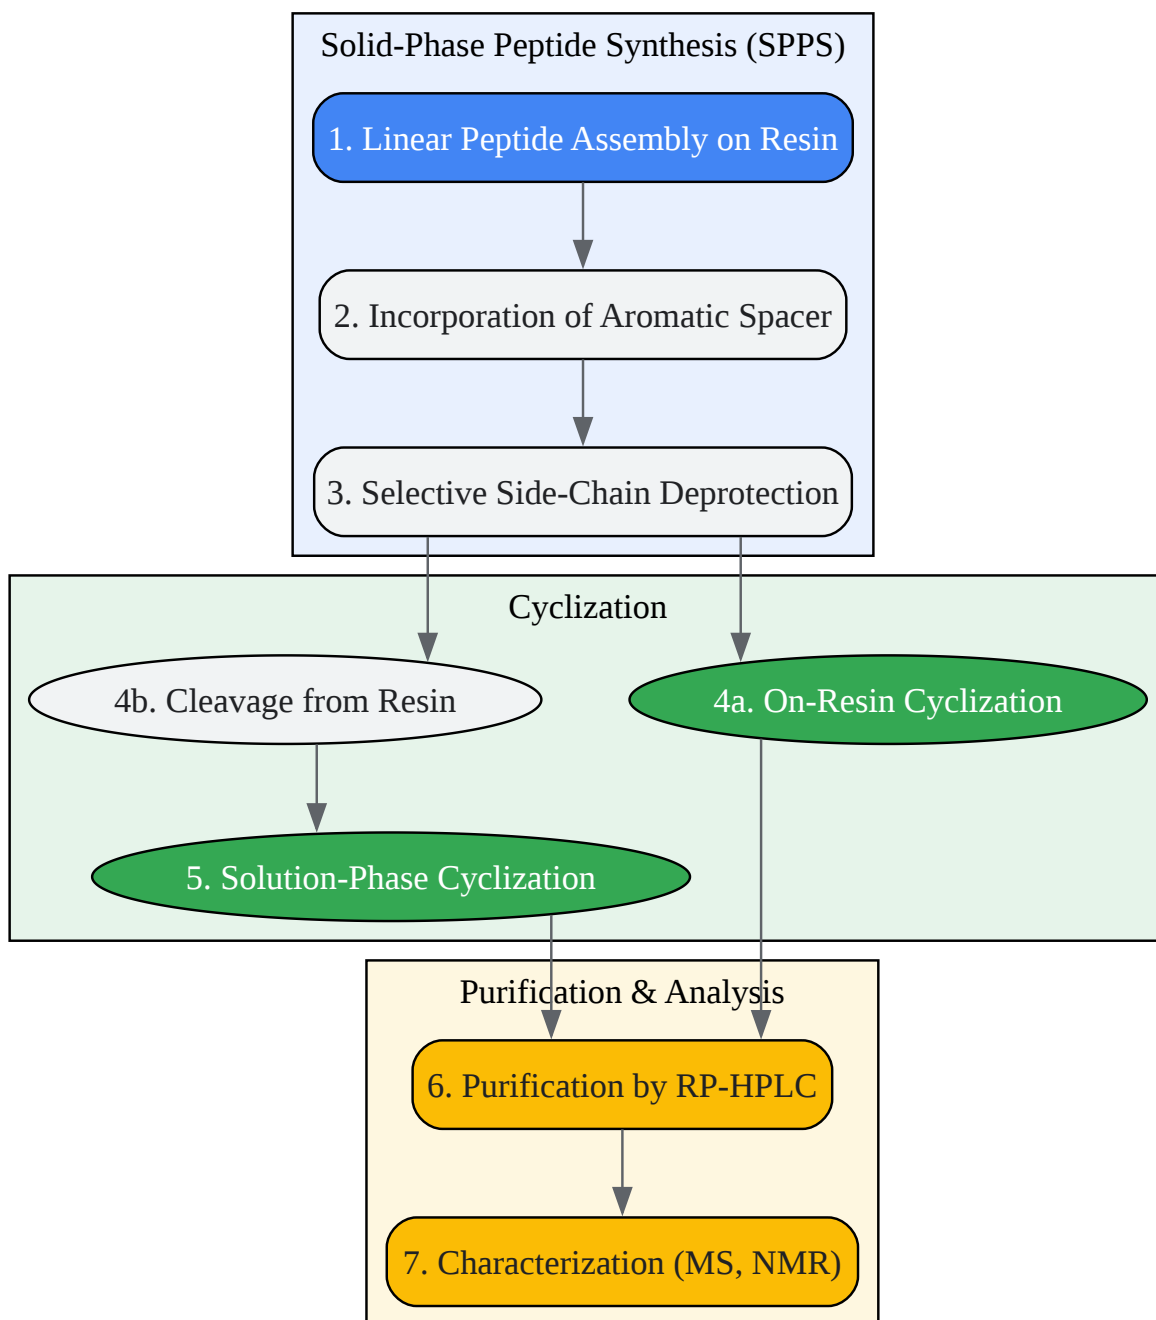 Solid-Phase Peptide Synthesis (SPPS)
1. Linear Peptide Assembly on Resin
2. Incorporation of Aromatic Spacer
3. Selective Side-Chain Deprotection
Cyclization
4b. Cleavage from Resin
4a. On-Resin Cyclization
5. Solution-Phase Cyclization
Purification & Analysis
6. Purification by RP-HPLC
7. Characterization (MS, NMR)